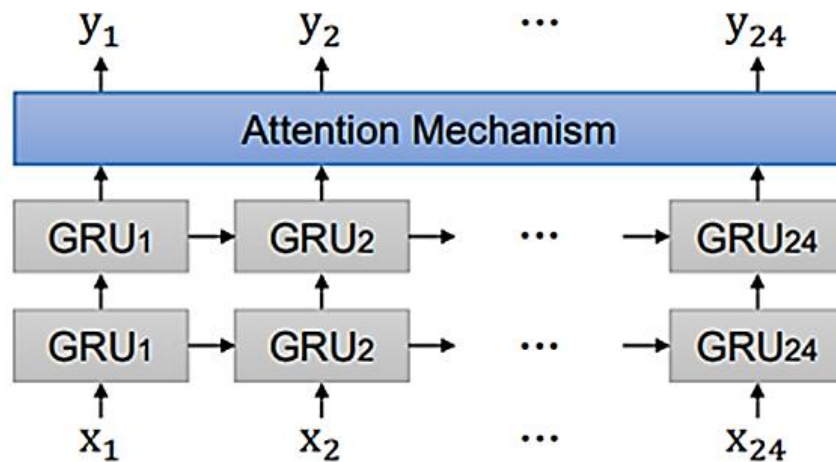 y₁ y₂ ... y₂₄
Attention Mechanism
GRU₁ GRU₂ ... GRU₂₄
GRU₁ GRU₂ ... GRU₂₄
x₁ x₂ ... x₂₄